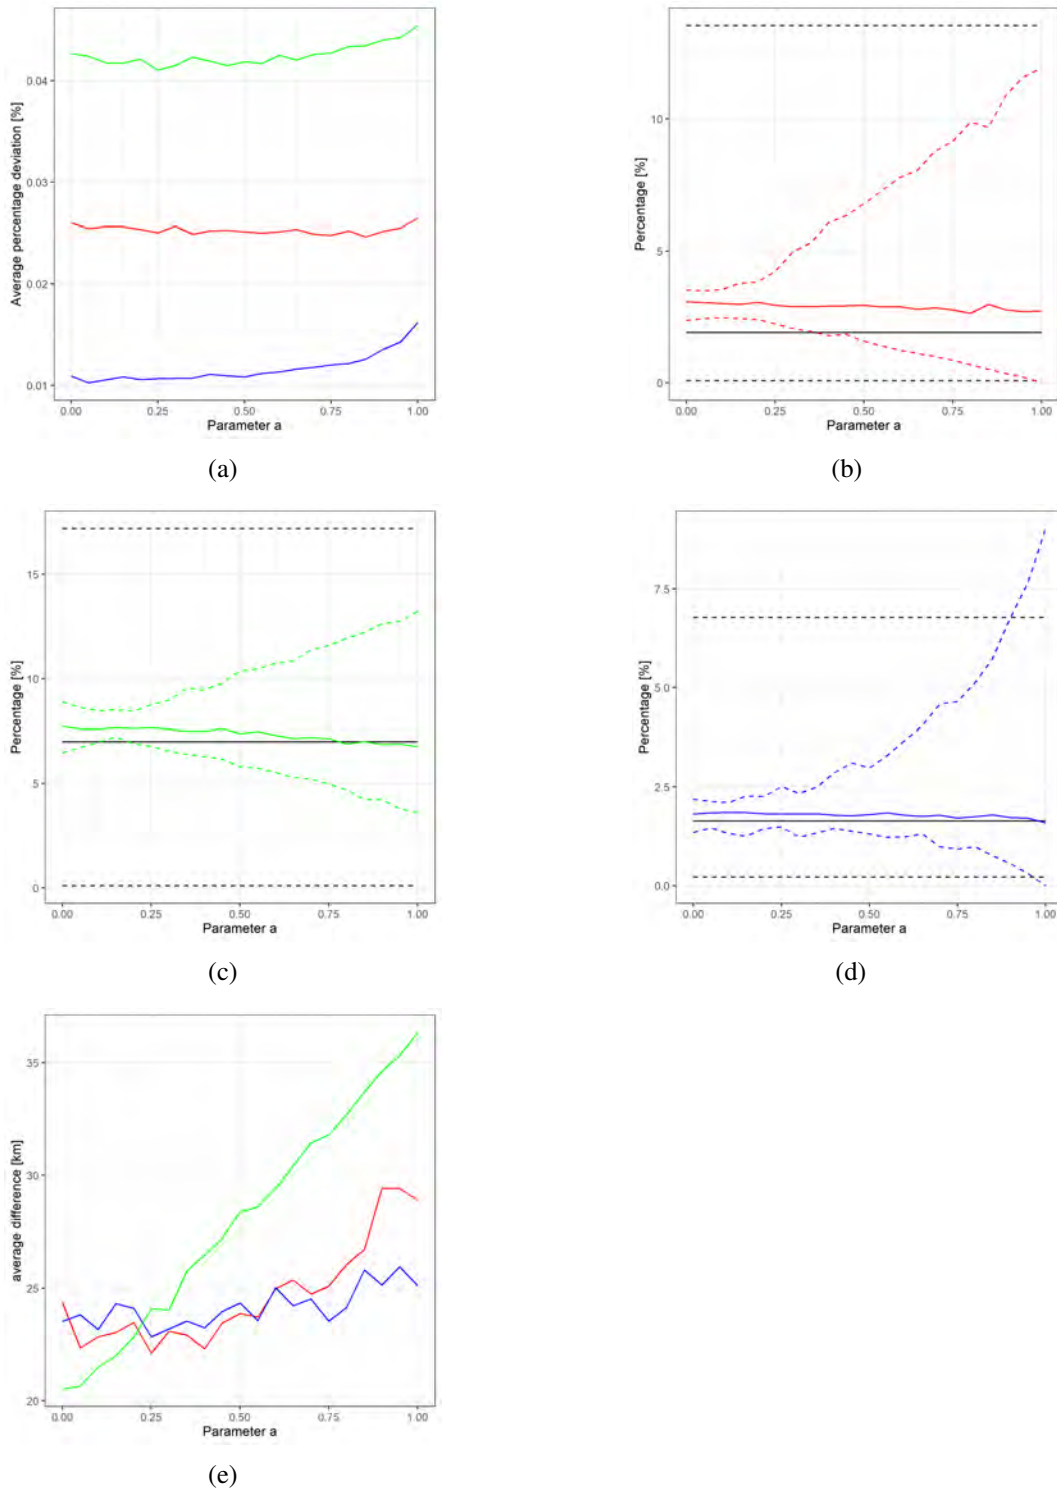 0.04
0.03
0.02
0.01
Average percentage deviation [%]
0.00 0.25 0.50 0.75 1.00
Parameter a
(a)
10
5
0
Percentage [%]
0.00 0.25 0.50 0.75 1.00
Parameter a
(b)
15
10
5
0
Percentage [%]
0.00 0.25 0.50 0.75 1.00
Parameter a
(c)
7.5
5.0
2.5
0.0
Percentage [%]
0.00 0.25 0.50 0.75 1.00
Parameter a
(d)
35
30
25
20
average difference [km]
0.00 0.25 0.50 0.75 1.00
Parameter a
(e)